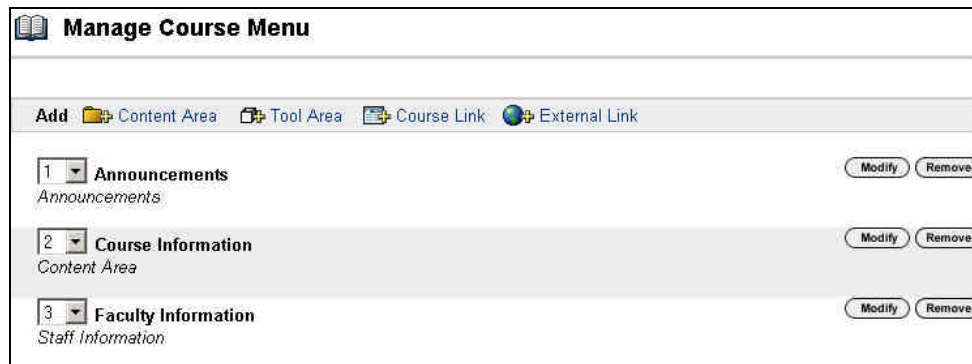 Manage Course Menu
Add Content Area Tool Area Course Link External Link
1 Announcements Modify Remove
Announcements
2 Course Information Modify Remove
Content Area
3 Faculty Information Modify Remove
Staff Information